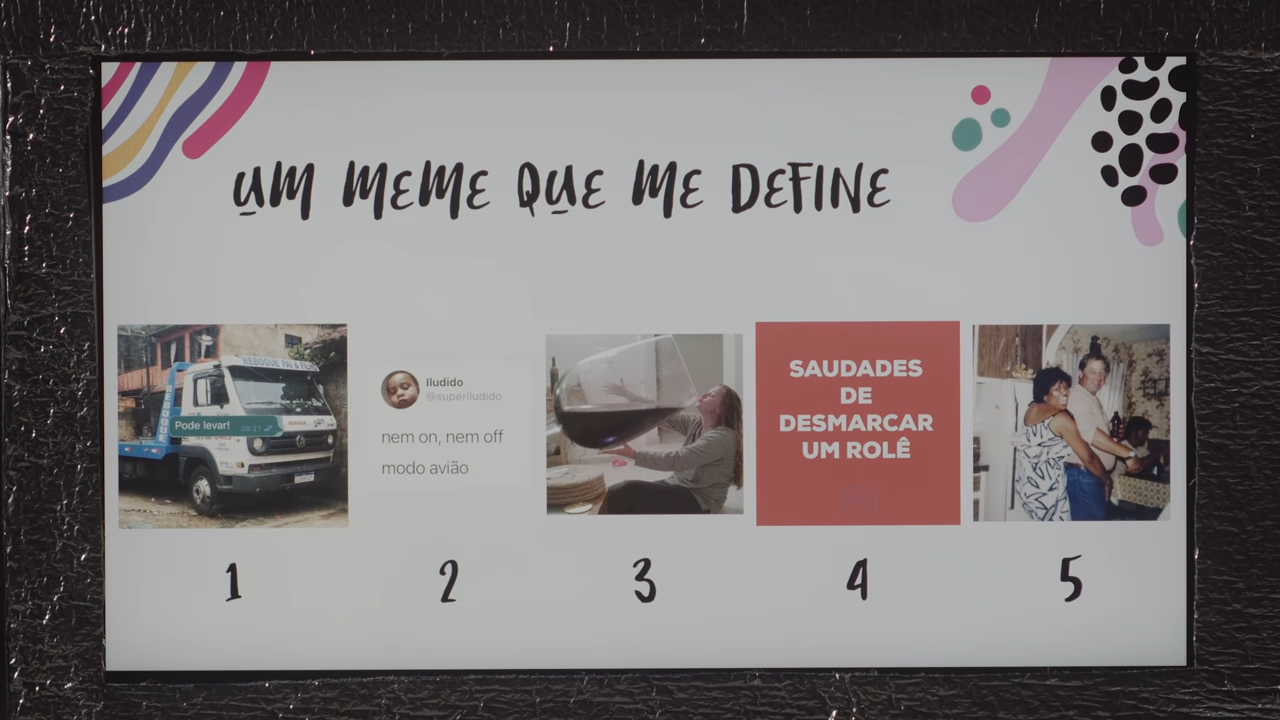 UM MEME QUE ME DEFINE
REBOQUE PAI & FILHO
REBOQUE
Pode levar! 09:21
Iludido
@superiludido
nem on, nem off
modo avião
SAUDADES
DE
DESMARCAR
UM ROLÊ
1
2
3
4
5